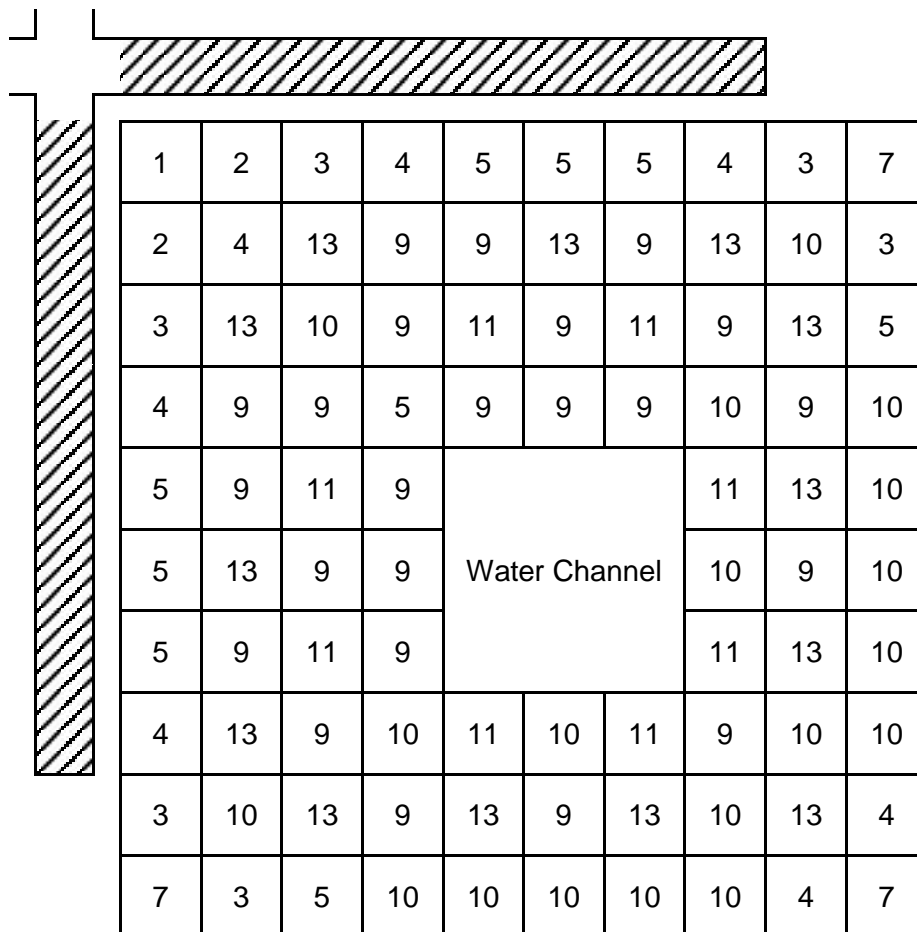 1 2 3 4 5 5 5 4 3 7
2 4 13 9 9 13 9 13 10 3
3 13 10 9 11 9 11 9 13 5
4 9 9 5 9 9 9 10 9 10
5 9 11 9 11 13 10
5 13 9 9 Water Channel 10 9 10
5 9 11 9 11 13 10
4 13 9 10 11 10 11 9 10 10
3 10 13 9 13 9 13 10 13 4
7 3 5 10 10 10 10 10 4 7